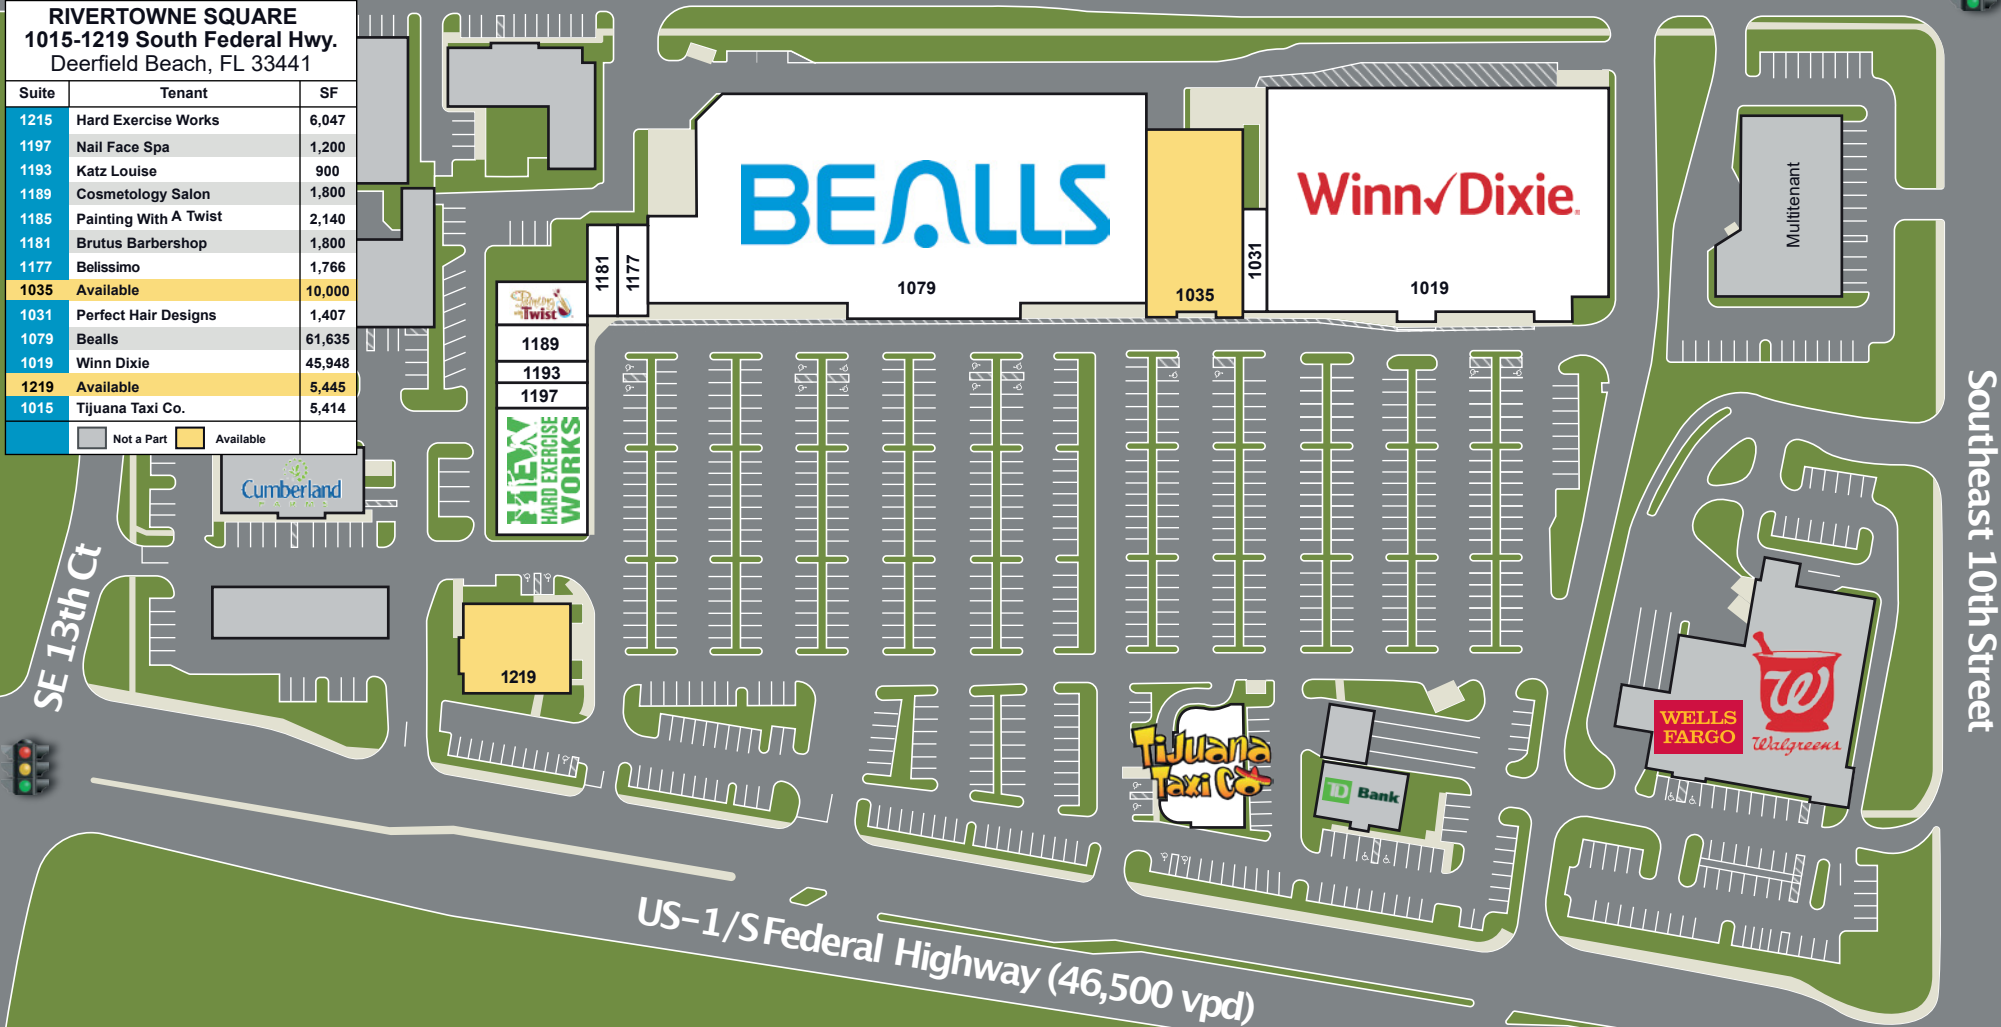 RIVERTOWNE SQUARE
1015-1219 South Federal Hwy.
Deerfield Beach, FL 33441
Suite Tenant SF
1215 Hard Exercise Works 6,047
1197 Nail Face Spa 1,200
1193 Katz Louise 900
1189 Cosmetology Salon 1,800
1185 Painting With A Twist 2,140
1181 Brutus Barbershop 1,800
1177 Belissimo 1,766
1035 Available 10,000
1031 Perfect Hair Designs 1,407
1079 Bealls 61,635
1019 Winn Dixie 45,948
1219 Available 5,445
1015 Tijuana Taxi Co. 5,414
Not a Part Available
BEALLS
1079
1035
1031
Winn Dixie
1019
Multitenant
1181
1177
Painting
Twist
1189
1193
1197
HEW
HARD EXERCISE
WORKS
Cumberland
FARMS
1219
Tijuana
Taxi Co
TD Bank
WELLS
FARGO
W
Walgreens
SE 13th Ct
Southeast 10th Street
US-1/S Federal Highway (46,500 vpd)